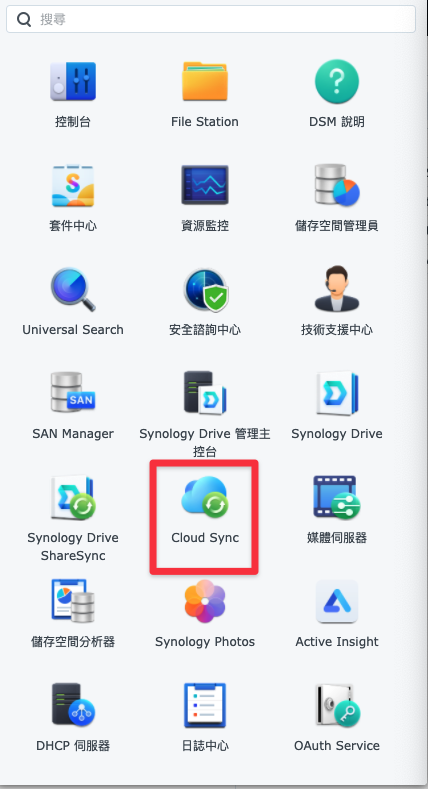 搜尋
控制台
File Station
DSM 說明
套件中心
資源監控
儲存空間管理員
Universal Search
安全諮詢中心
技術支援中心
SAN
SAN Manager
Synology Drive 管理主
控台
Synology Drive
Synology Drive
ShareSync
Cloud Sync
媒體伺服器
儲存空間分析器
Synology Photos
Active Insight
DHCP 伺服器
日誌中心
OAuth Service